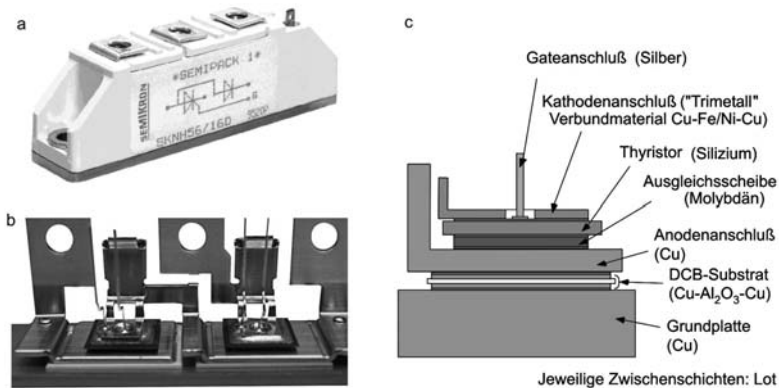 a
*SEMIPACK 1*
SEMIKRON
SKNH56/16D
b
c
Gateanschluß (Silber)
Kathodenanschluß ("Trimetall"
Verbundmaterial Cu-Fe/Ni-Cu)
Thyristor (Silizium)
Ausgleichsscheibe
(Molybdän)
Anodenanschluß
(Cu)
DCB-Substrat
(Cu-Al₂O₃-Cu)
Grundplatte
(Cu)
Jeweilige Zwischenschichten: Lot